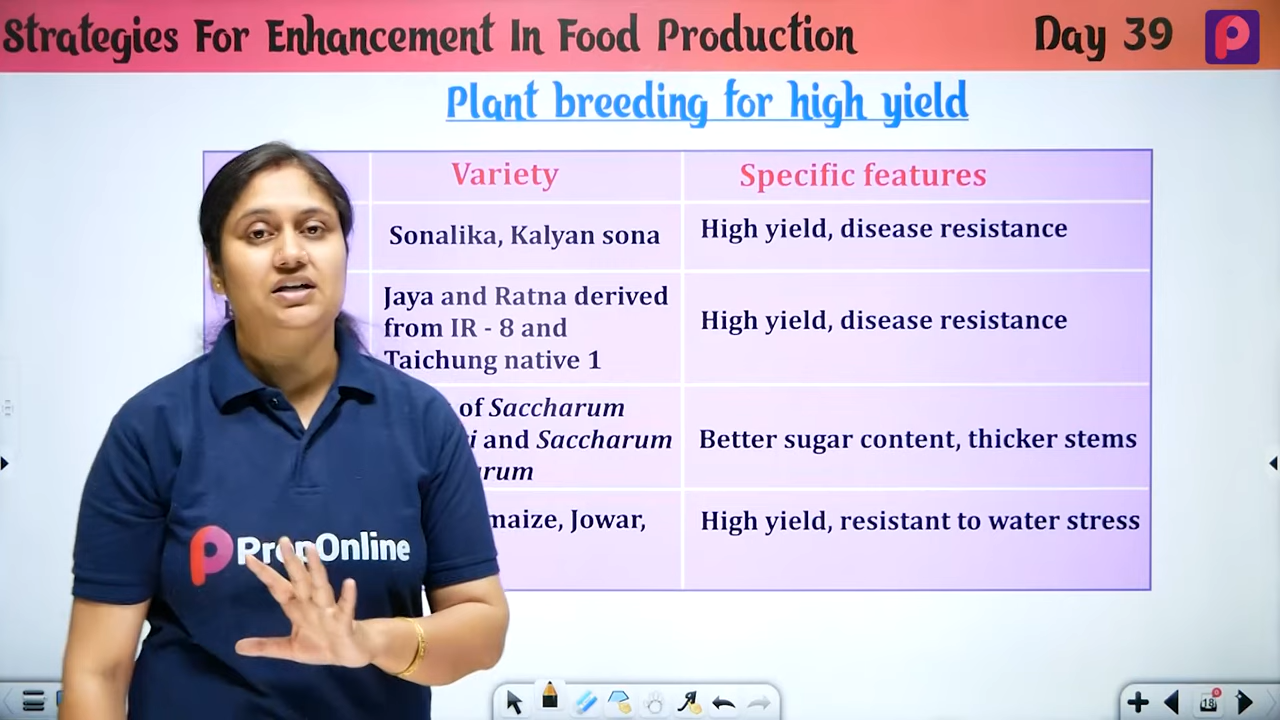 Strategies For Enhancement In Food Production
Day 39
Plant breeding for high yield
Variety
Specific features
Sonalika, Kalyan sona
High yield, disease resistance
Jaya and Ratna derived
from IR - 8 and
Taichung native 1
High yield, disease resistance
of Saccharum
and Saccharum
Better sugar content, thicker stems
maize, Jowar,
High yield, resistant to water stress
PrepOnline
18